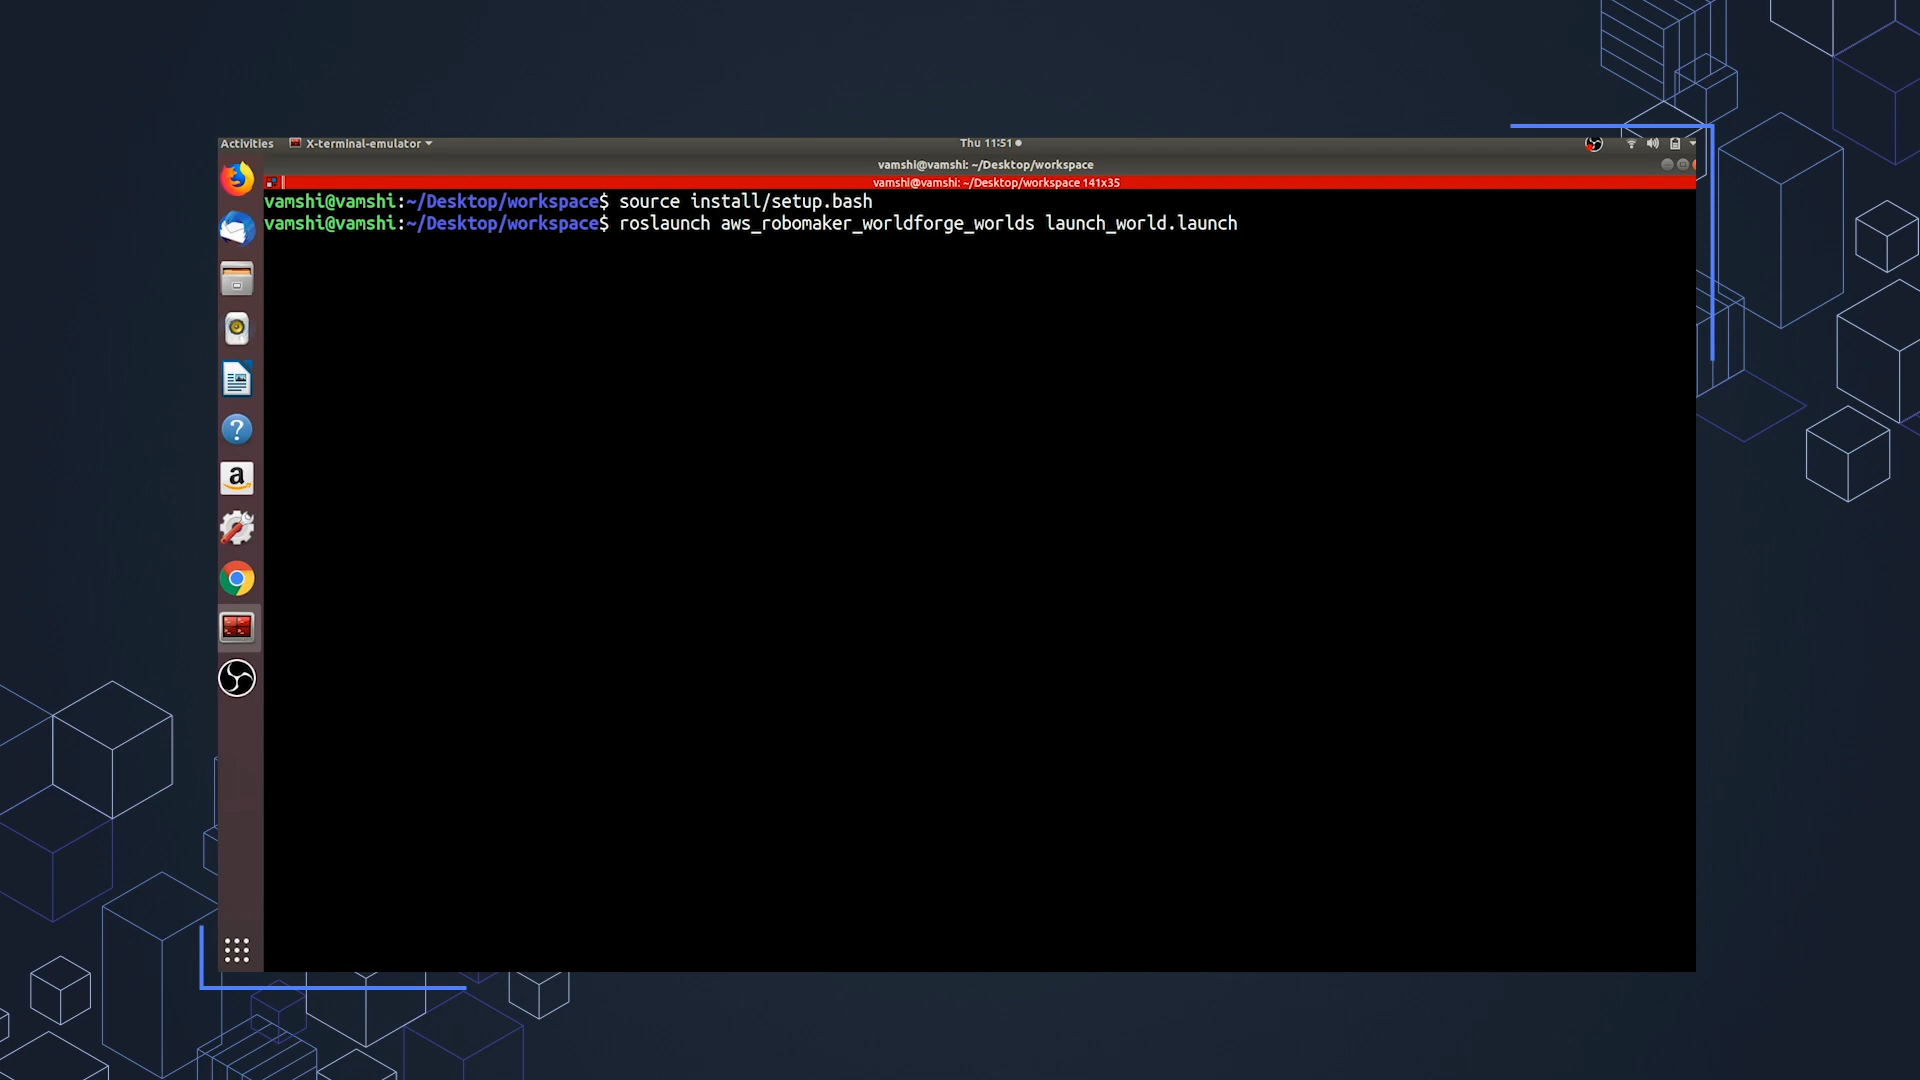 Activities X-terminal-emulator Thu 11:51
vamshi@vamshi: ~/Desktop/workspace
vamshi@vamshi: ~/Desktop/workspace 141x35
vamshi@vamshi:~/Desktop/workspace$ source install/setup.bash
vamshi@vamshi:~/Desktop/workspace$ roslaunch aws_robomaker_worldforge_worlds launch_world.launch
?
a